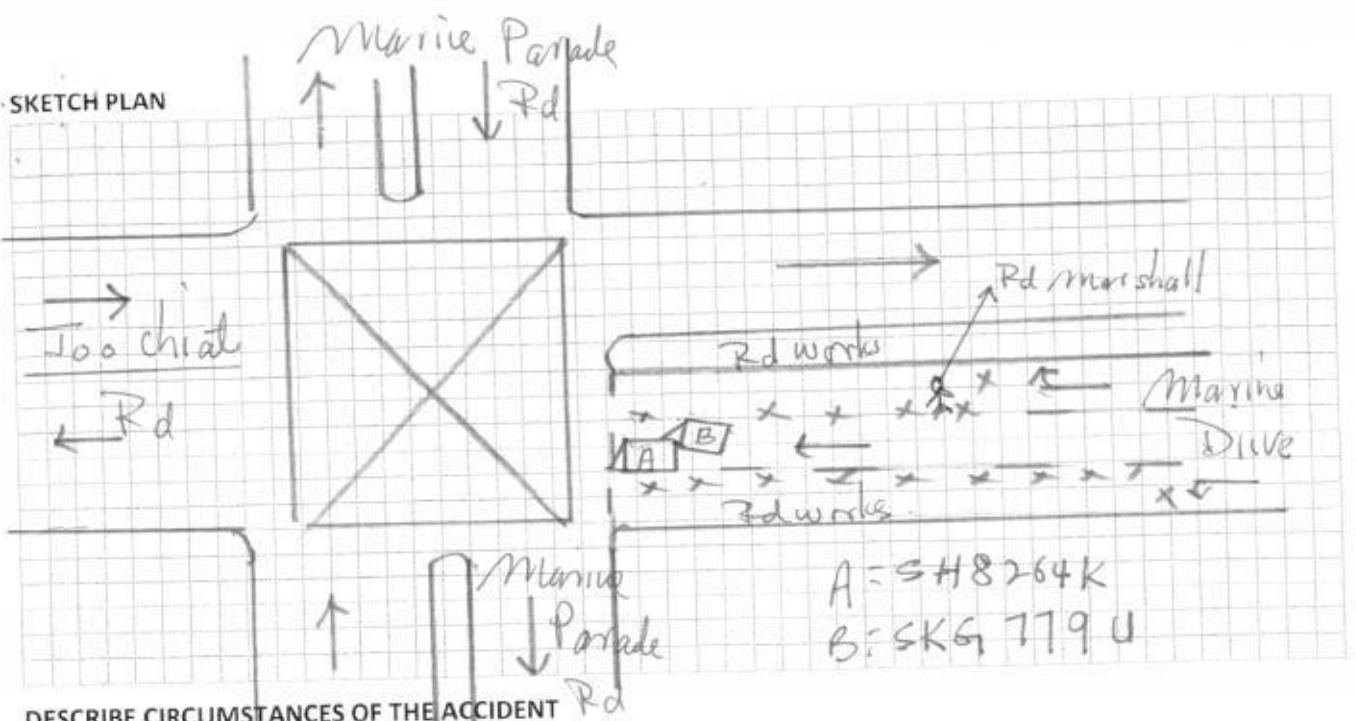 Marine Parade
Rd
SKETCH PLAN
Rd Marshall
Joo Chiat
Rd
Rd works
Marine
Drive
A
B
Rd works
Marine
Parade
Rd
A = SH8264K
B: SKG 779 U
DESCRIBE CIRCUMSTANCES OF THE ACCIDENT